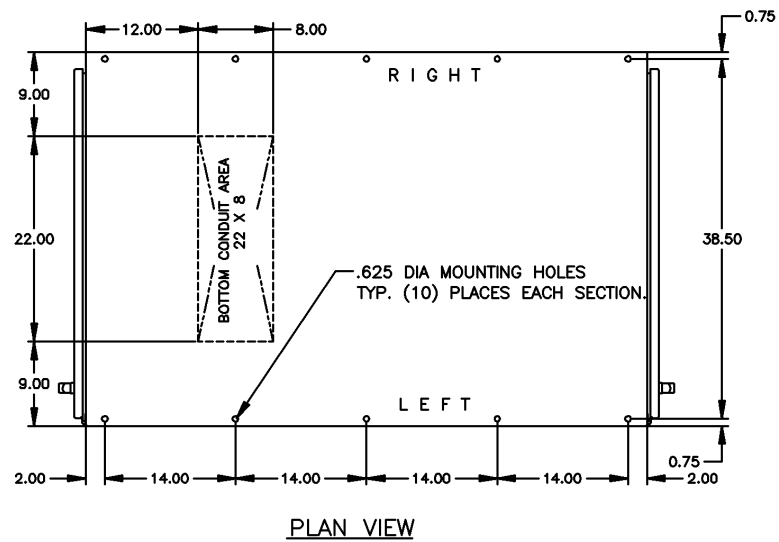 12.00
8.00
0.75
RIGHT
9.00
22.00
BOTTOM CONDUIT AREA
22 X 8
38.50
.625 DIA MOUNTING HOLES
TYP. (10) PLACES EACH SECTION.
9.00
LEFT
0.75
2.00
14.00
14.00
14.00
14.00
2.00
PLAN VIEW